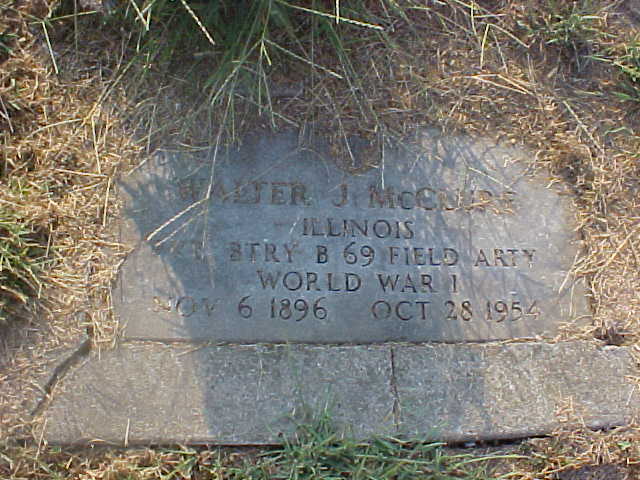 WALTER J MCCLURE
ILLINOIS
BTRY B 69 FIELD ARTY
WORLD WAR I
NOV 6 1896 OCT 28 1954